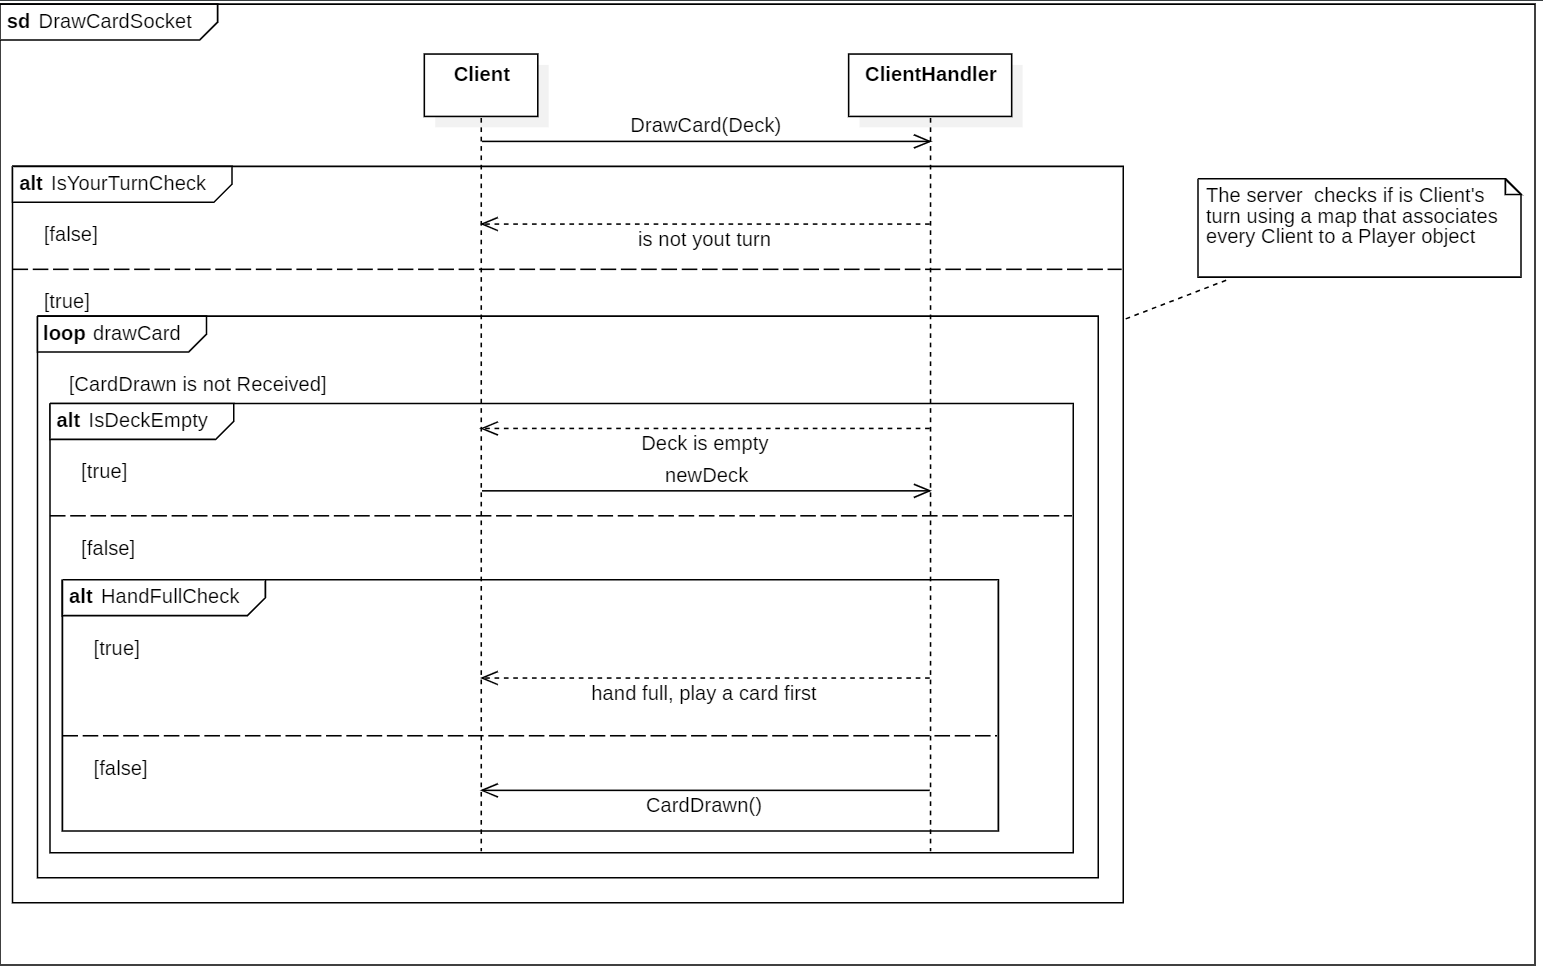 sd DrawCardSocket
Client
ClientHandler
DrawCard(Deck)
alt IsYourTurnCheck
The server  checks if is Client's
turn using a map that associates
every Client to a Player object
[false]
is not yout turn
[true]
loop drawCard
[CardDrawn is not Received]
alt IsDeckEmpty
Deck is empty
[true]
newDeck
[false]
alt HandFullCheck
[true]
hand full, play a card first
[false]
CardDrawn()